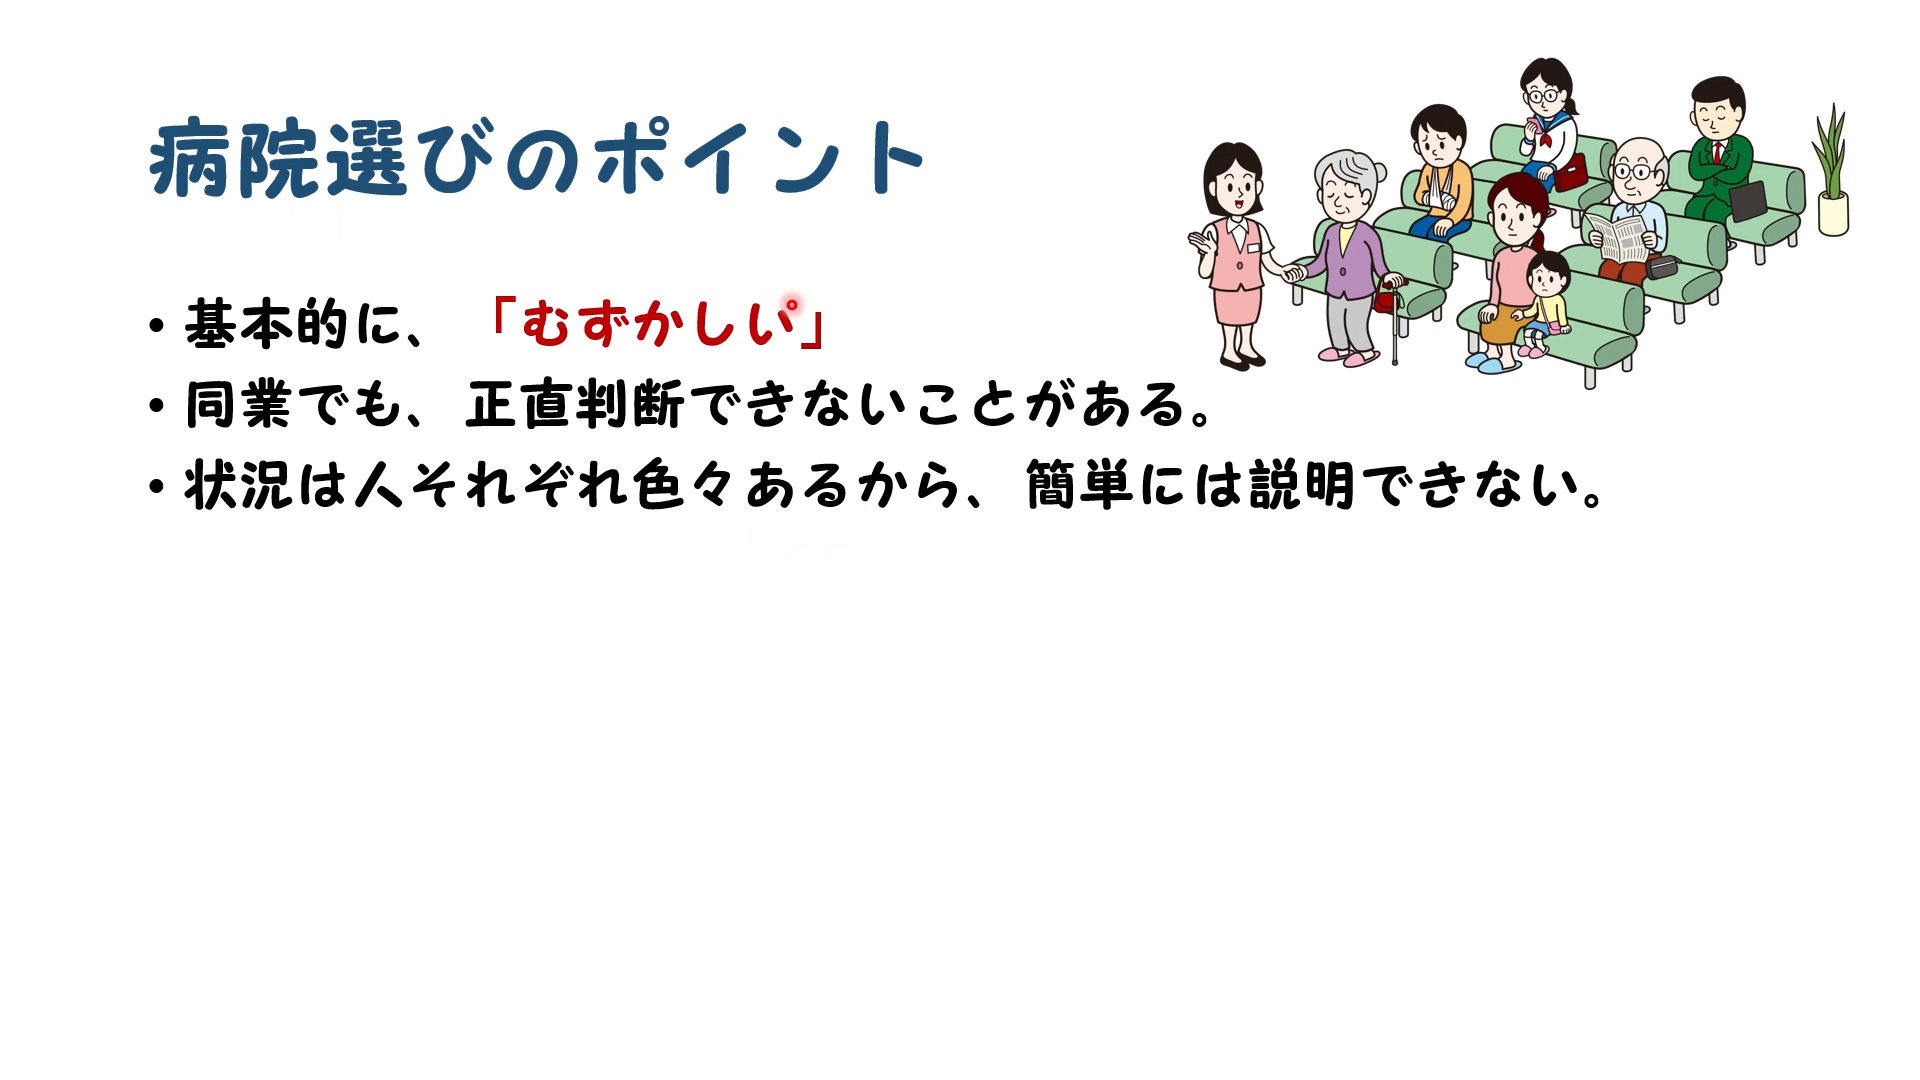 病院選びのポイント
• 基本的に、「むずかしい」
• 同業でも、正直判断できないことがある。
• 状況は人それぞれ色々あるから、簡単には説明できない。